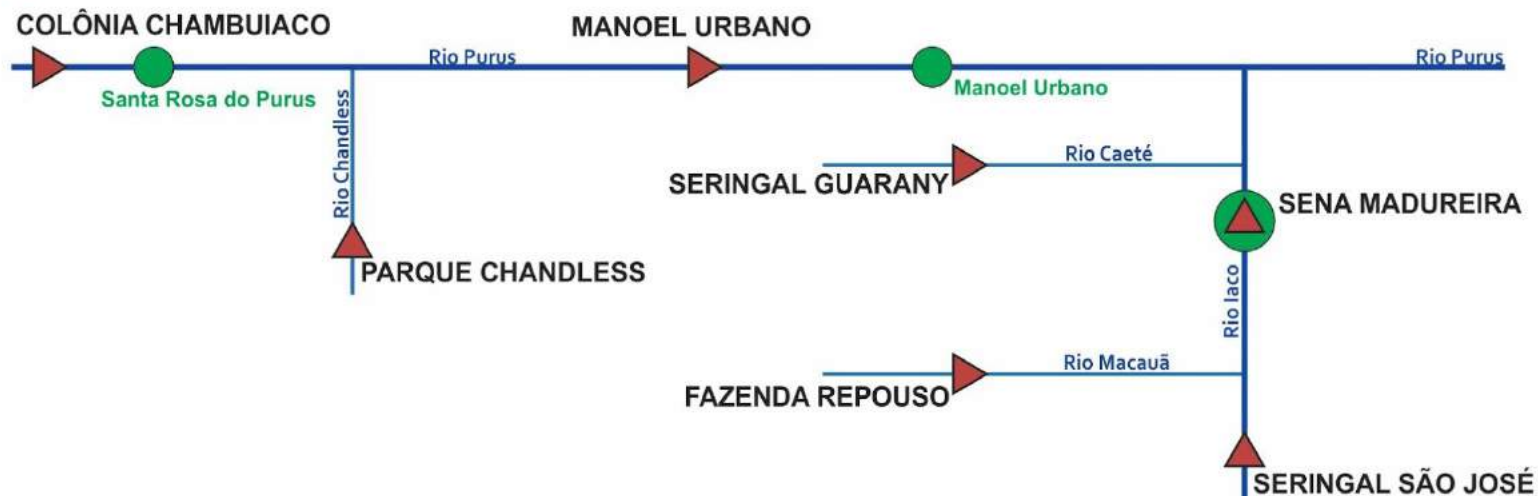 COLÔNIA CHAMBUIACO
MANOEL URBANO
Rio Purus
Rio Purus
Santa Rosa do Purus
Manoel Urbano
Rio Chandless
Rio Caeté
SERINGAL GUARANY
SENA MADUREIRA
PARQUE CHANDLESS
Rio Iaco
Rio Macauã
FAZENDA REPOUSO
SERINGAL SÃO JOSÉ